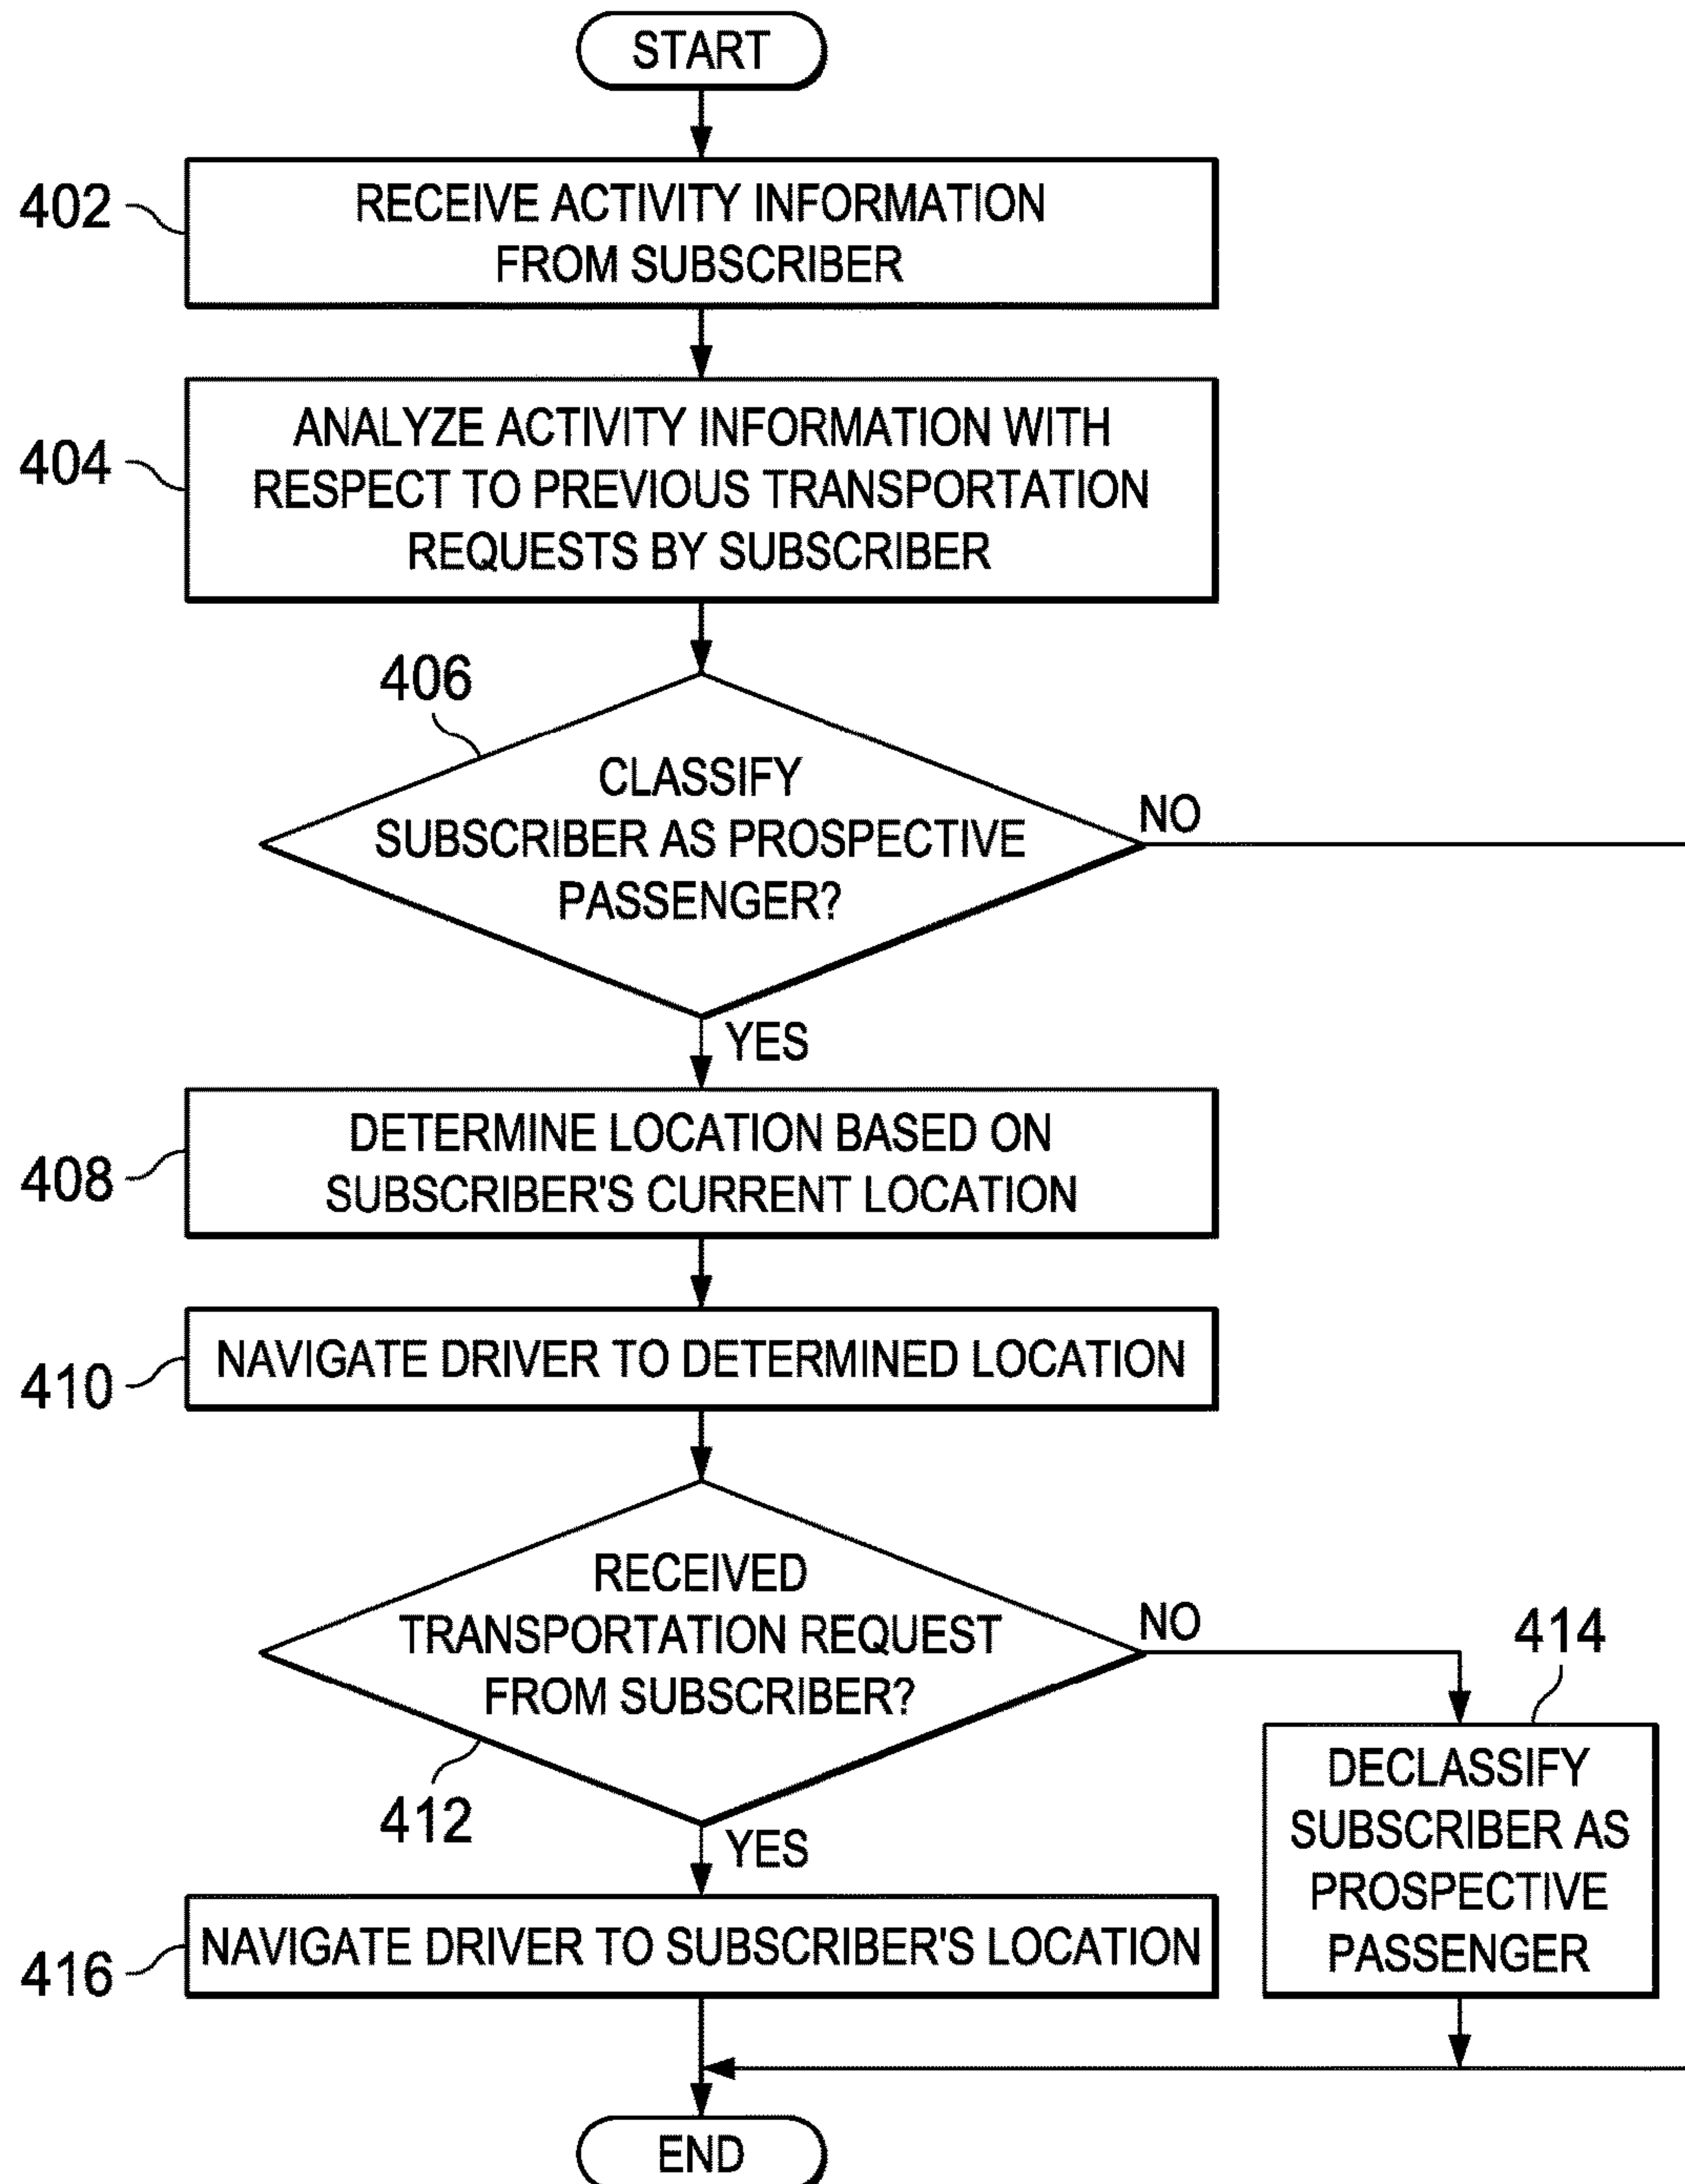 START
402
RECEIVE ACTIVITY INFORMATION
FROM SUBSCRIBER
404
ANALYZE ACTIVITY INFORMATION WITH
RESPECT TO PREVIOUS TRANSPORTATION
REQUESTS BY SUBSCRIBER
406
CLASSIFY
SUBSCRIBER AS PROSPECTIVE
PASSENGER?
NO
YES
408
DETERMINE LOCATION BASED ON
SUBSCRIBER'S CURRENT LOCATION
410
NAVIGATE DRIVER TO DETERMINED LOCATION
RECEIVED
TRANSPORTATION REQUEST
FROM SUBSCRIBER?
412
NO
414
DECLASSIFY
SUBSCRIBER AS
PROSPECTIVE
PASSENGER
YES
416
NAVIGATE DRIVER TO SUBSCRIBER'S LOCATION
END